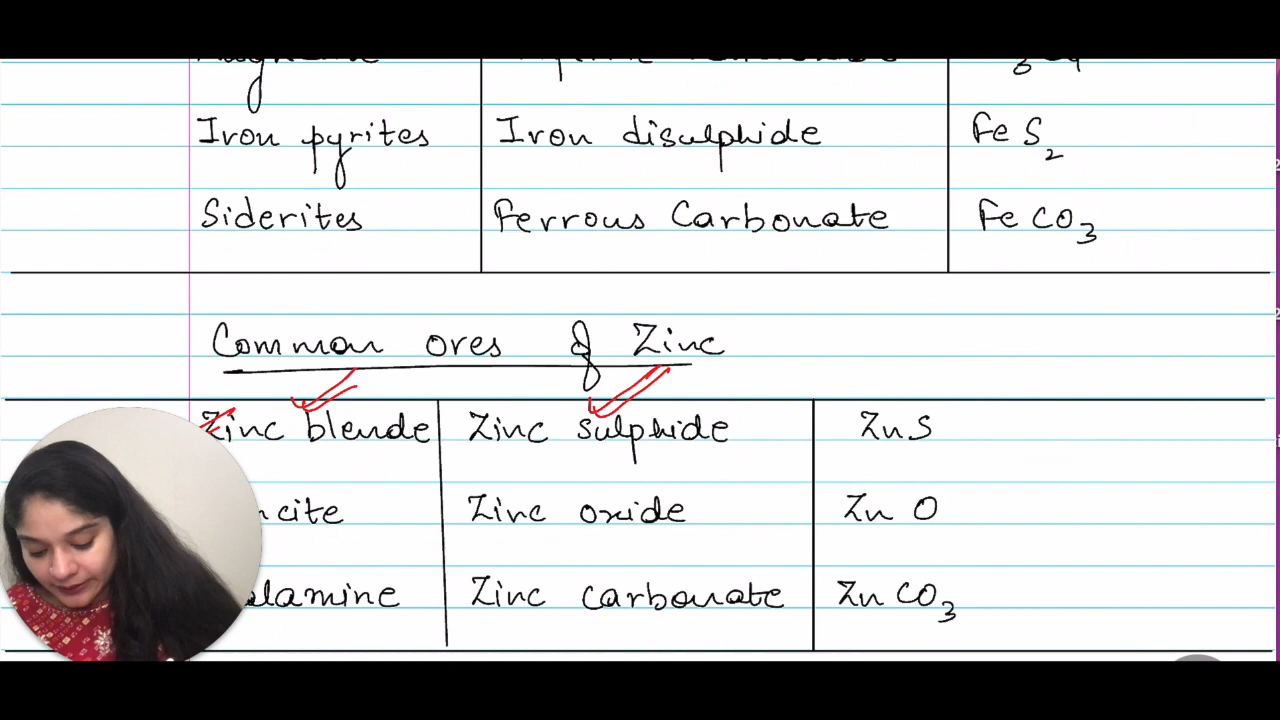 Iron pyrites Iron disulphide FeS2
Siderites Ferrous Carbonate FeCO3
Common ores of Zinc
Zinc blende Zinc sulphide ZnS
Zinc oxide ZnO
Zinc carbonate ZnCO3